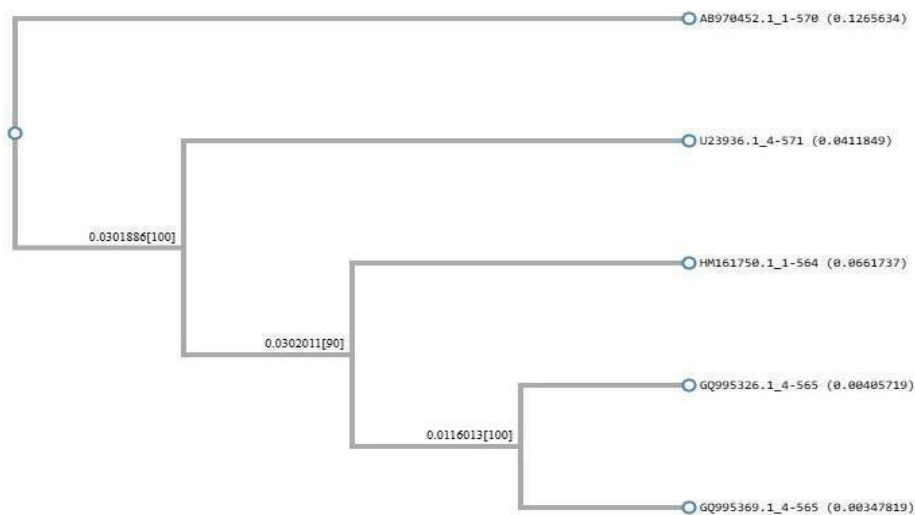 AB970452.1_1-570 (0.1265634)
U23936.1_4-571 (0.0411849)
0.0301886[100]
HM161750.1_1-564 (0.0661737)
0.0302011[90]
GQ995326.1_4-565 (0.00405719)
0.0116013[100]
GQ995369.1_4-565 (0.00347819)